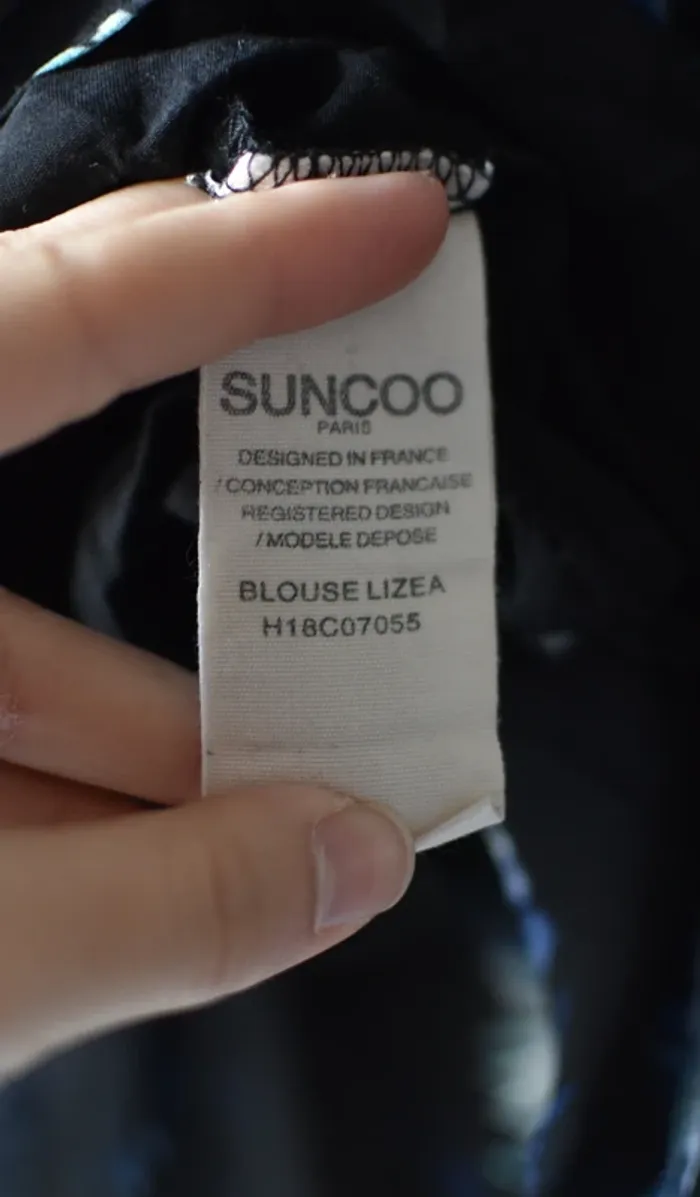 SUNCOO
PARIS
DESIGNED IN FRANCE
/CONCEPTION FRANCAISE
REGISTERED DESIGN
/MODELE DEPOSE
BLOUSE LIZEA
H18C07055